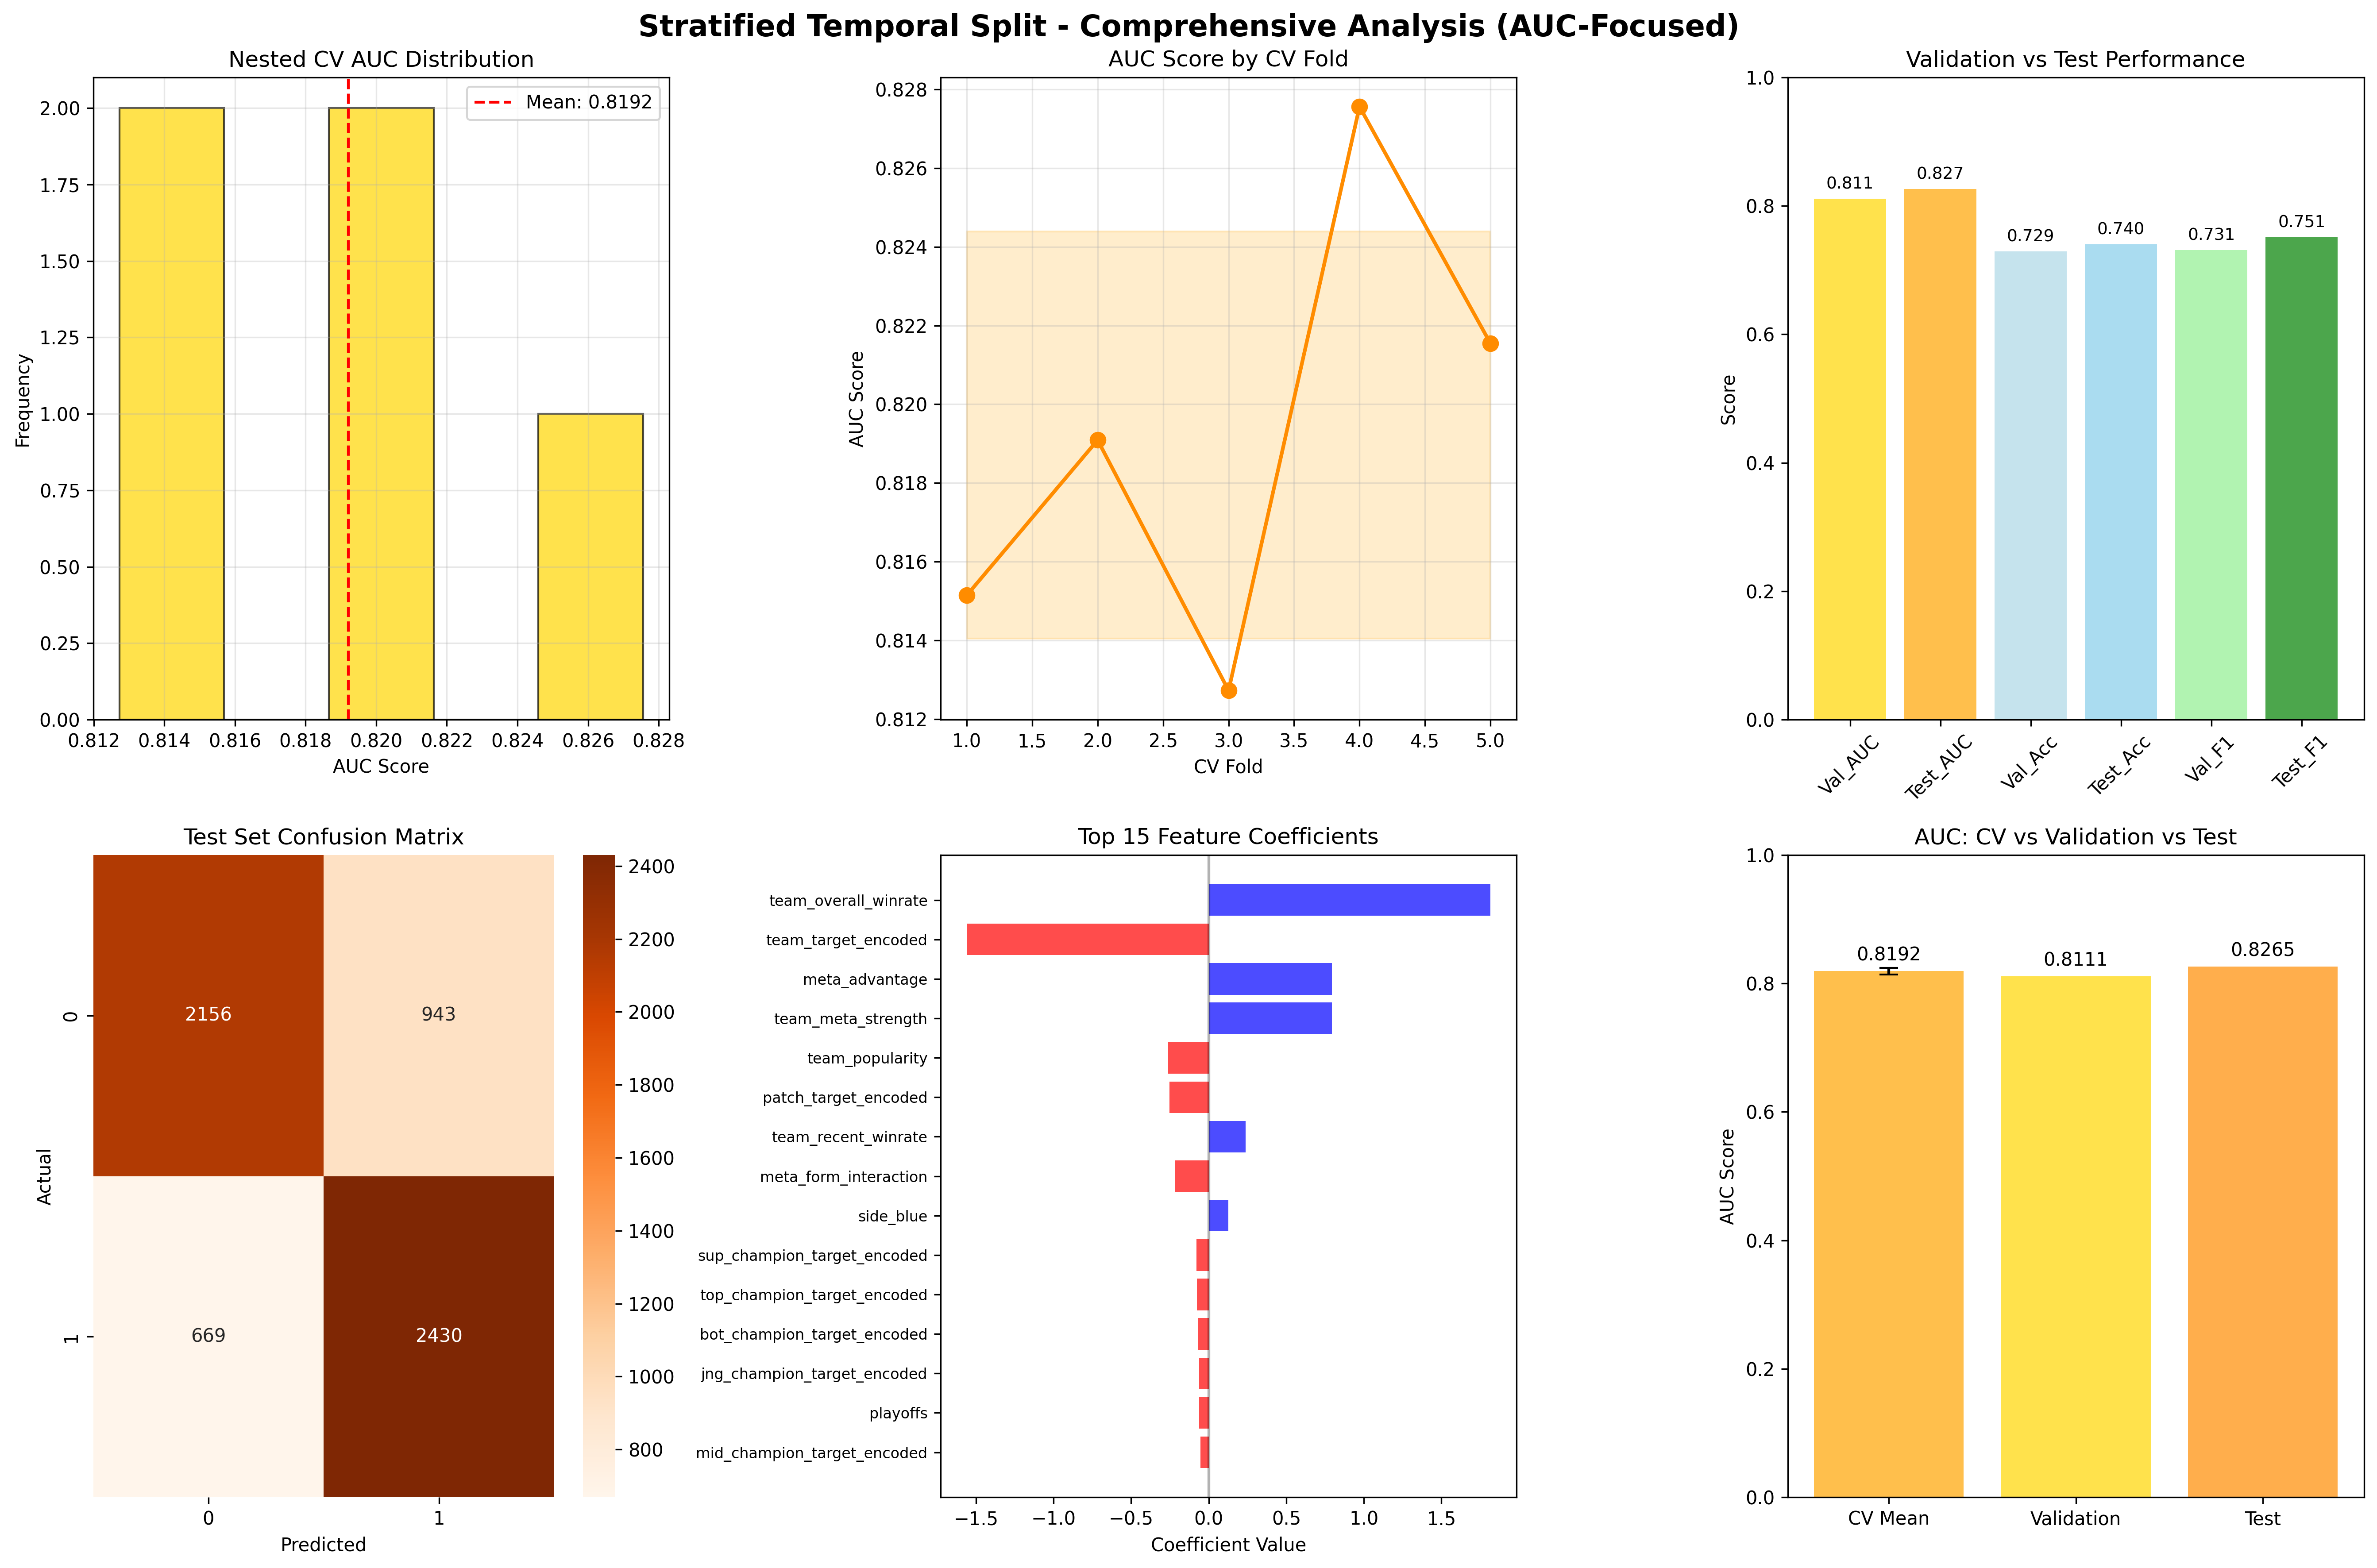 Stratified Temporal Split - Comprehensive Analysis (AUC-Focused)
Nested CV AUC Distribution
Mean: 0.8192
2.00
1.75
1.50
1.25
1.00
0.75
0.50
0.25
0.00
Frequency
0.812 0.814 0.816 0.818 0.820 0.822 0.824 0.826 0.828
AUC Score
AUC Score by CV Fold
0.828
0.826
0.824
0.822
0.820
0.818
0.816
0.814
0.812
AUC Score
1.0 1.5 2.0 2.5 3.0 3.5 4.0 4.5 5.0
CV Fold
Validation vs Test Performance
1.0
0.8
0.6
0.4
0.2
0.0
Score
0.811 0.827 0.729 0.740 0.731 0.751
Val_AUC Test_AUC Val_Acc Test_Acc Val_F1 Test_F1
Test Set Confusion Matrix
Actual
0
1
2156 943
669 2430
0 1
Predicted
2400
2200
2000
1800
1600
1400
1200
1000
800
Top 15 Feature Coefficients
team_overall_winrate
team_target_encoded
meta_advantage
team_meta_strength
team_popularity
patch_target_encoded
team_recent_winrate
meta_form_interaction
side_blue
sup_champion_target_encoded
top_champion_target_encoded
bot_champion_target_encoded
jng_champion_target_encoded
playoffs
mid_champion_target_encoded
−1.5 −1.0 −0.5 0.0 0.5 1.0 1.5
Coefficient Value
AUC: CV vs Validation vs Test
1.0
0.8
0.6
0.4
0.2
0.0
AUC Score
0.8192 0.8111 0.8265
CV Mean Validation Test